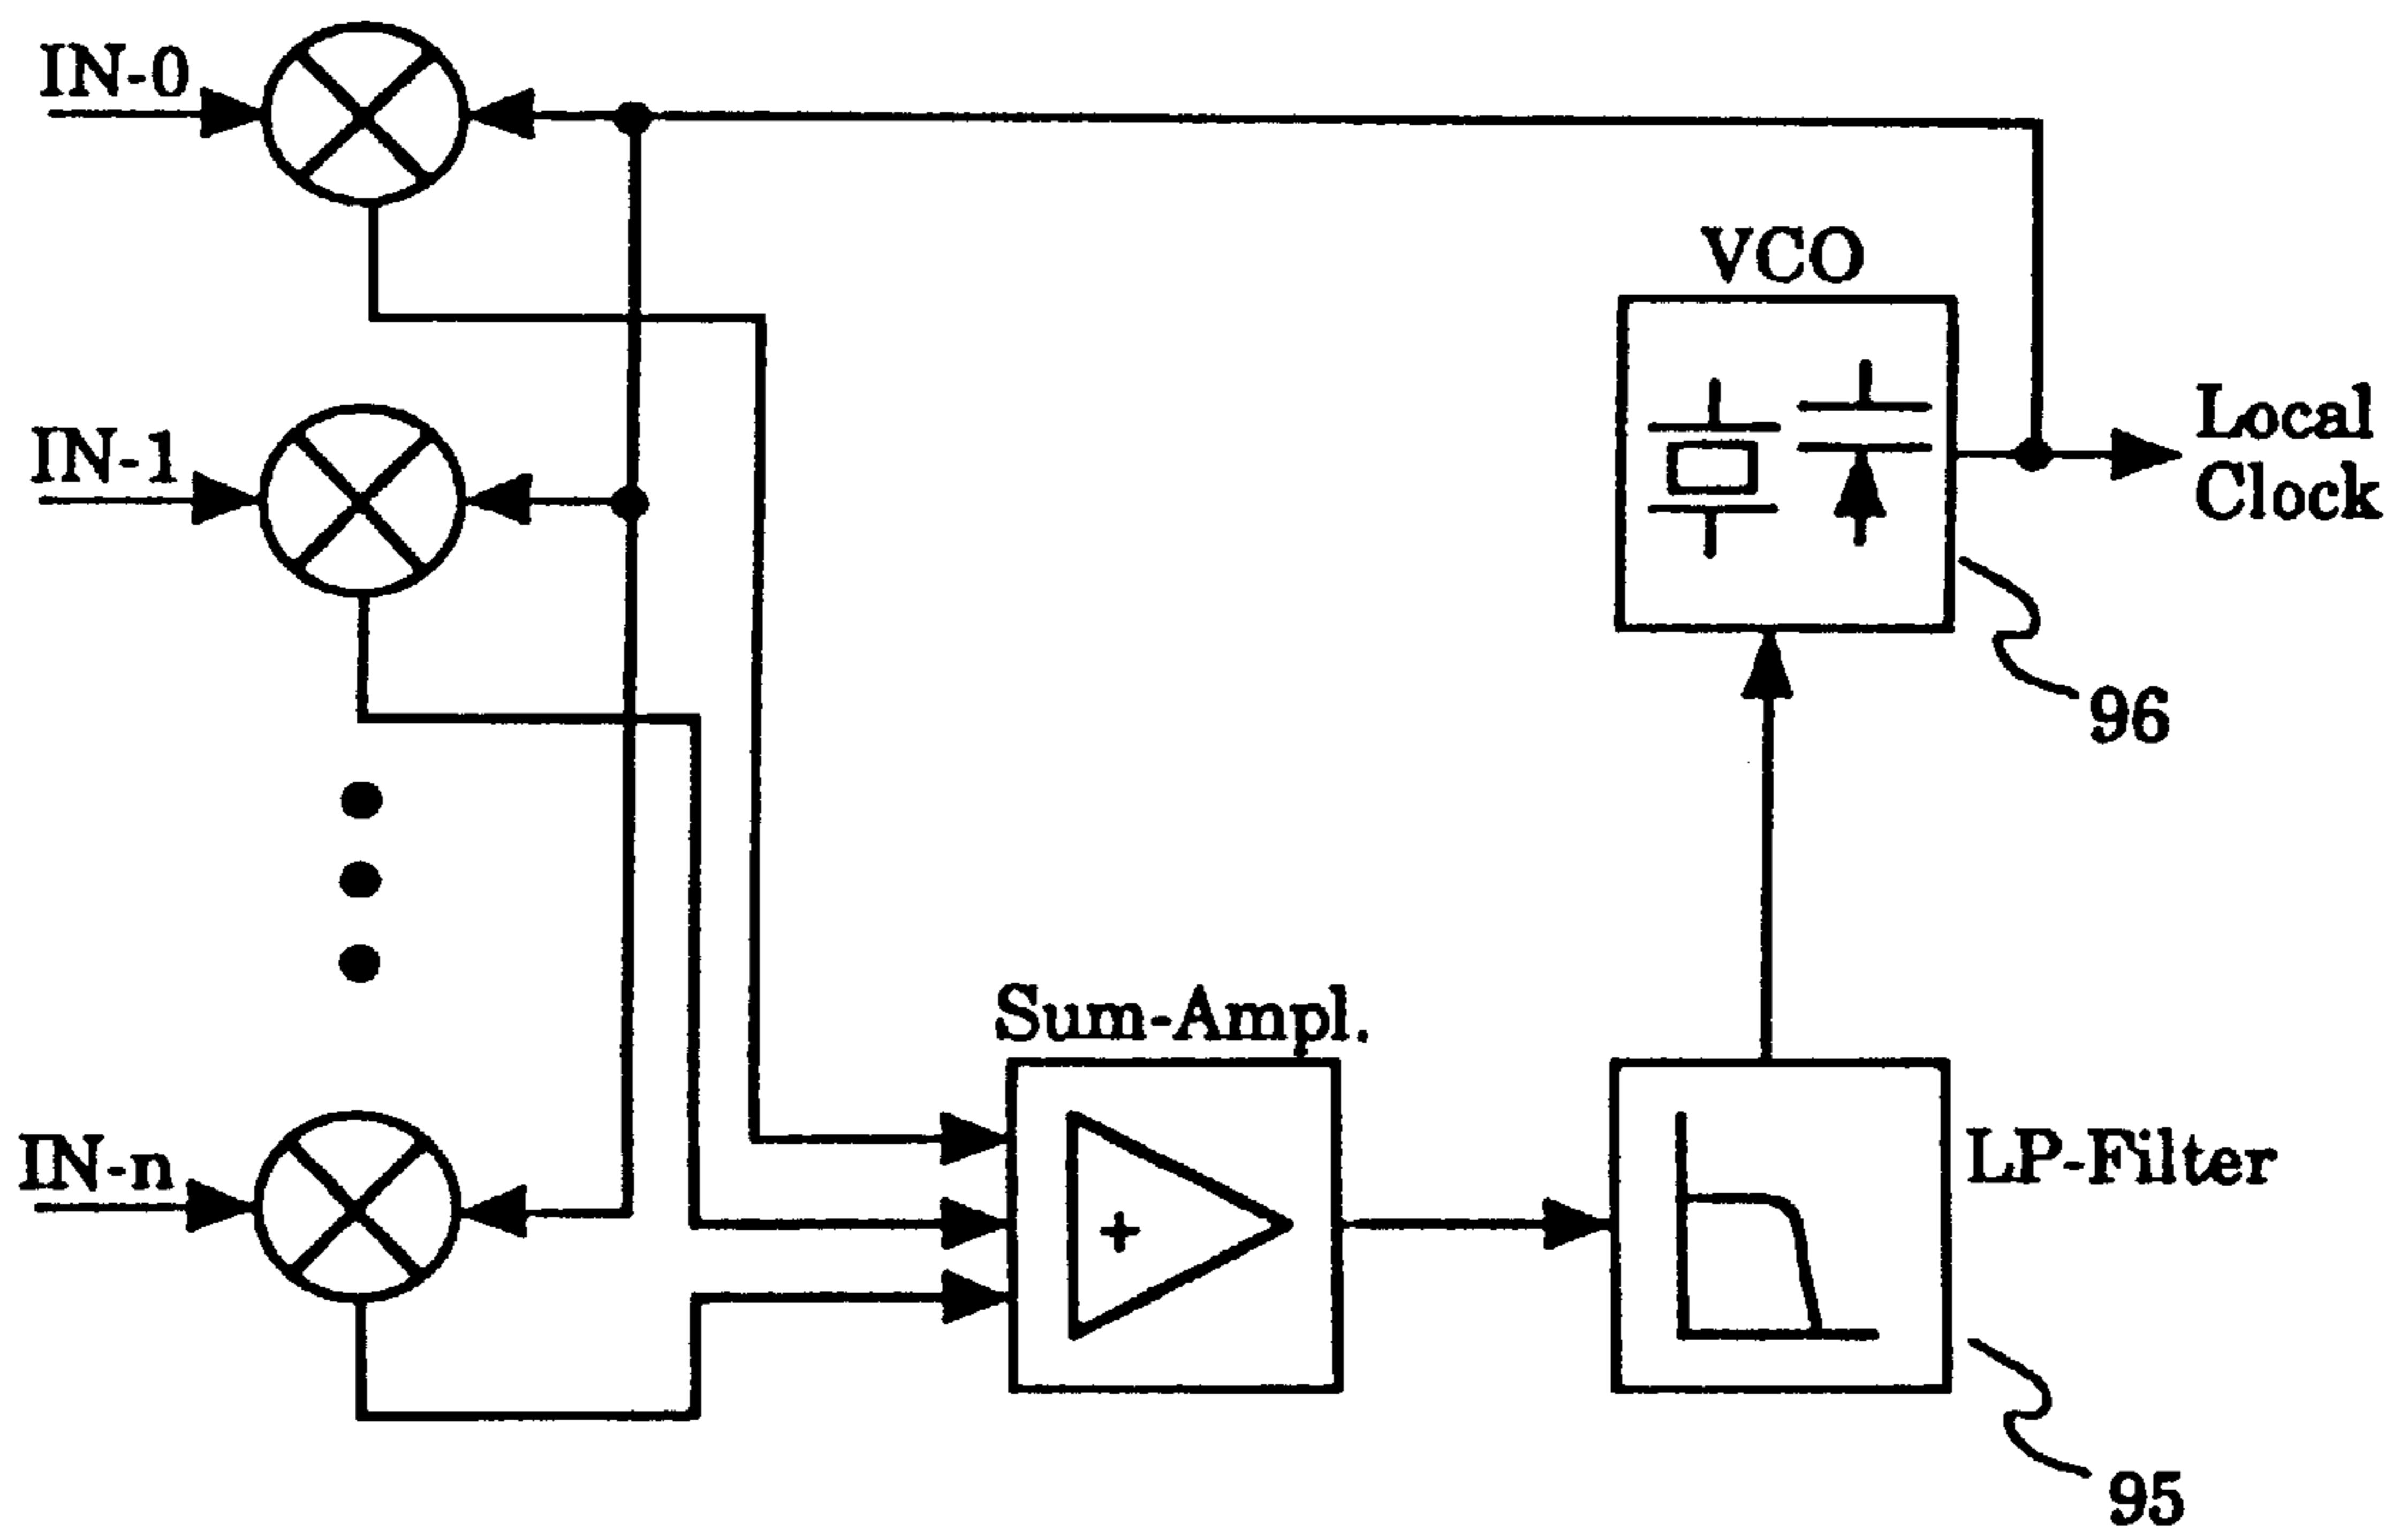 IN-0
VCO
Local
Clock
IN-1
96
Sum-Ampl.
IN-n
+
LP-Filter
95